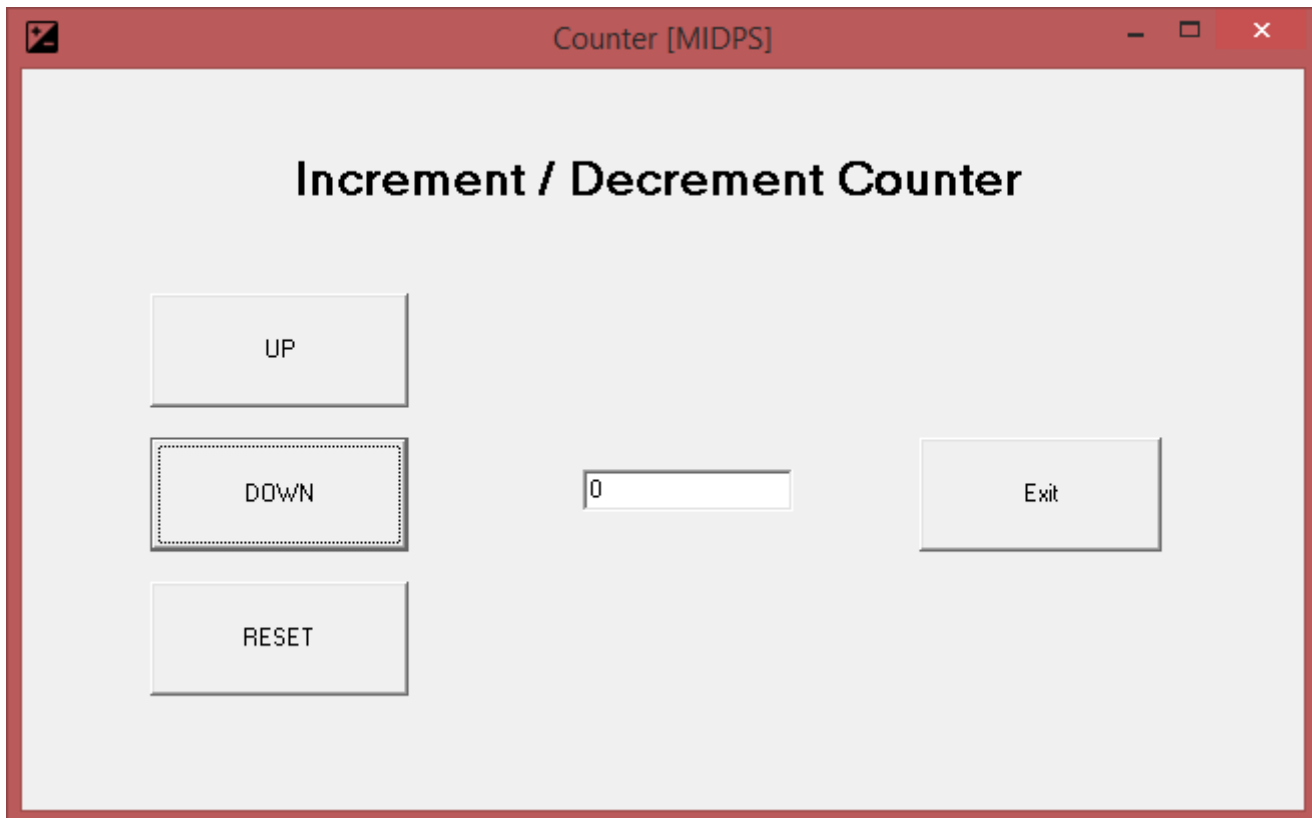 Counter [MIDPS]
Increment / Decrement Counter
UP
DOWN
0
Exit
RESET